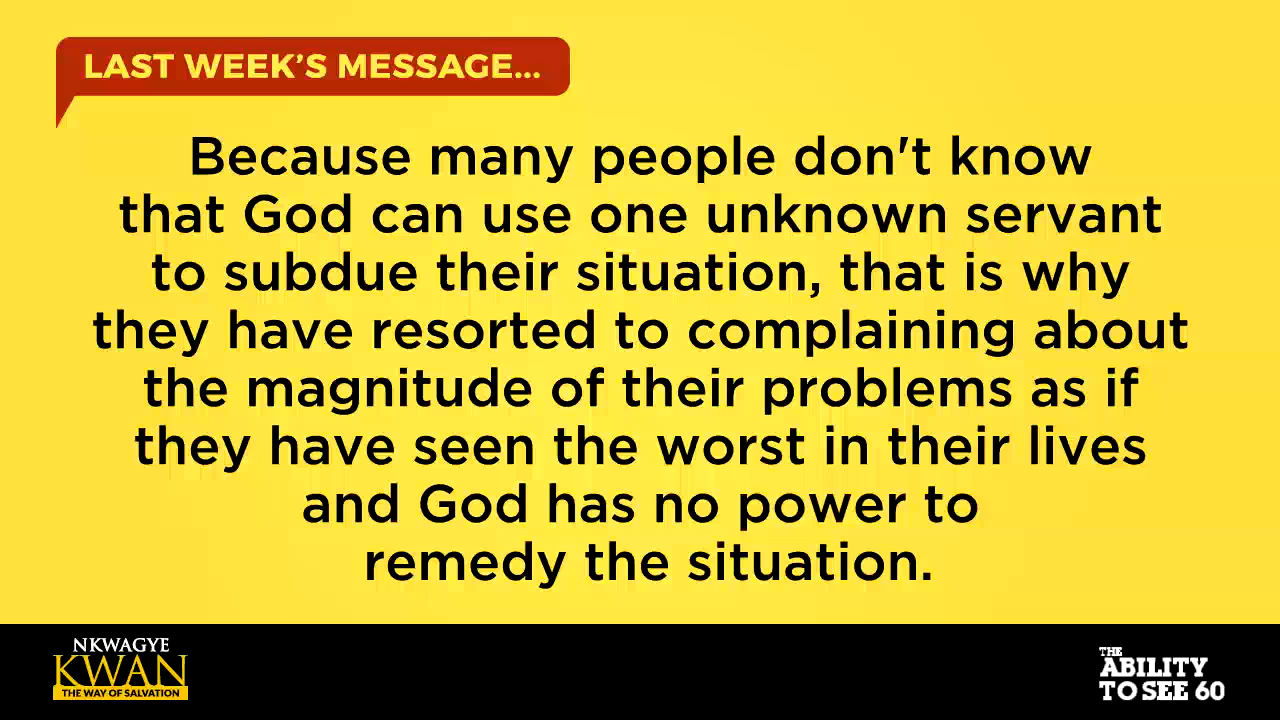 LAST WEEK’S MESSAGE...
Because many people don't know
that God can use one unknown servant
to subdue their situation, that is why
they have resorted to complaining about
the magnitude of their problems as if
they have seen the worst in their lives
and God has no power to
remedy the situation.
NKWAGYE
KWAN
THE WAY OF SALVATION
THE
ABILITY
TO SEE 60